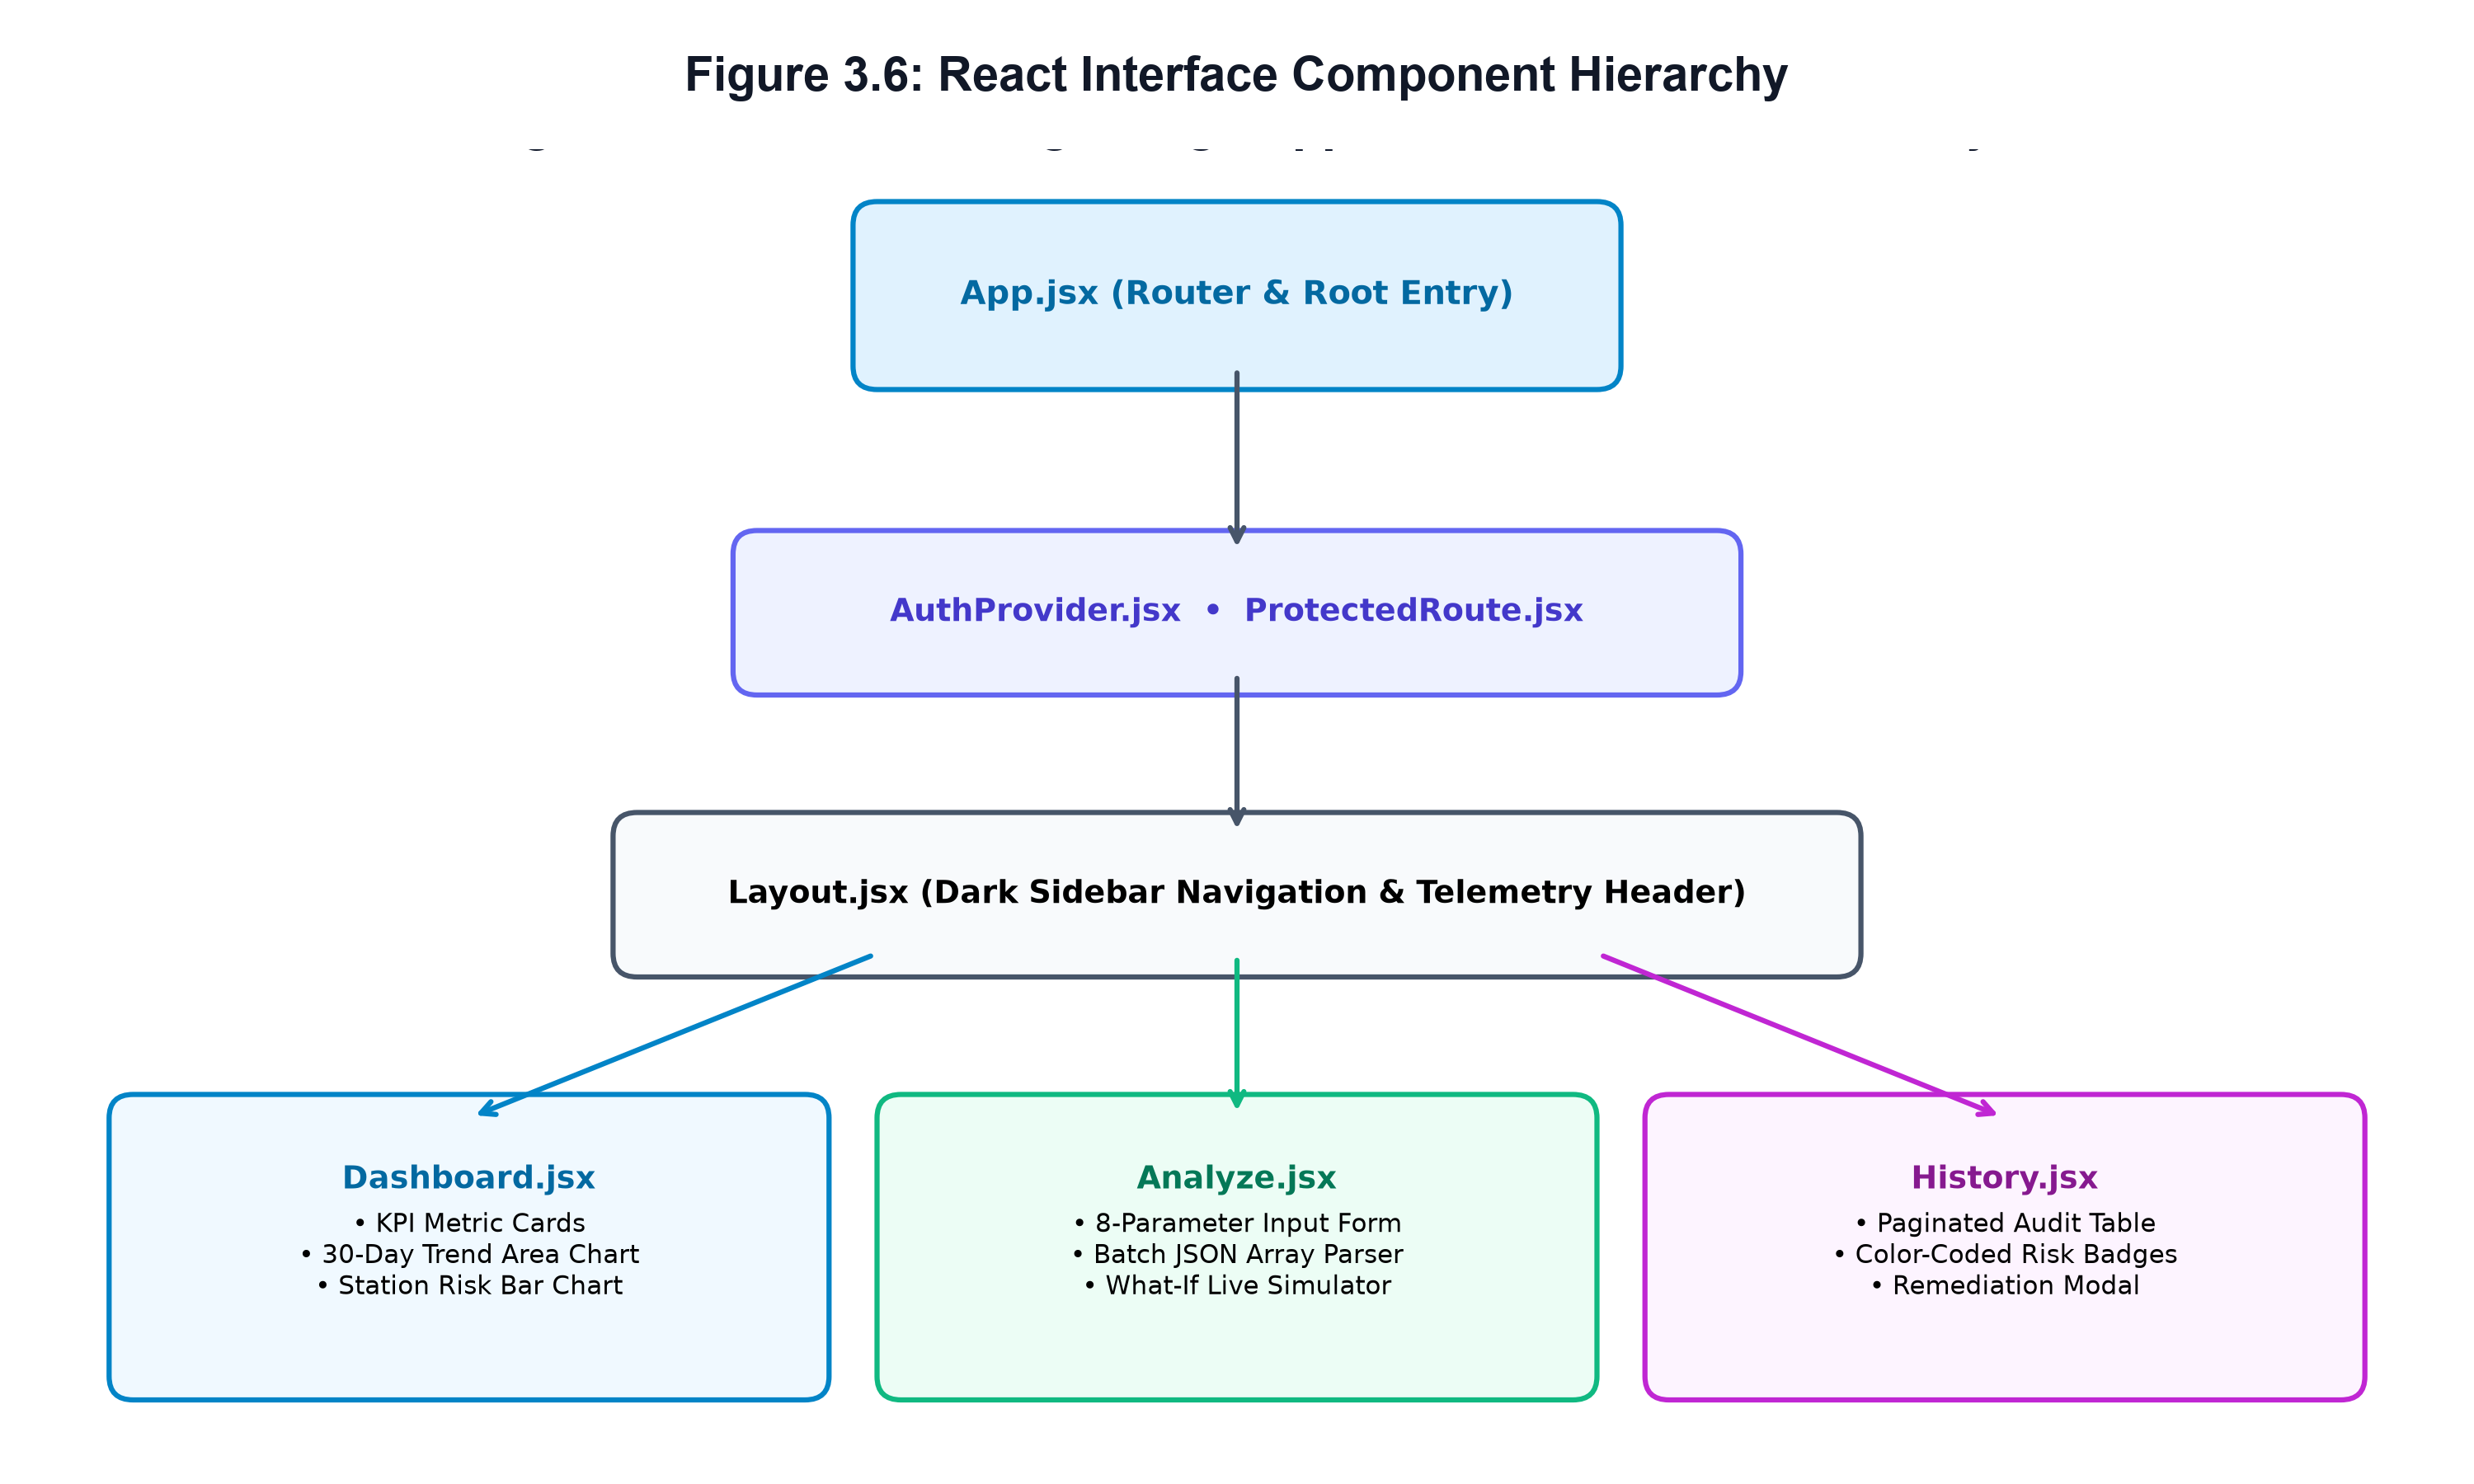 Figure 3.6: React Interface Component Hierarchy
App.jsx (Router & Root Entry)
AuthProvider.jsx • ProtectedRoute.jsx
Layout.jsx (Dark Sidebar Navigation & Telemetry Header)
Dashboard.jsx
• KPI Metric Cards
• 30-Day Trend Area Chart
• Station Risk Bar Chart
Analyze.jsx
• 8-Parameter Input Form
• Batch JSON Array Parser
• What-If Live Simulator
History.jsx
• Paginated Audit Table
• Color-Coded Risk Badges
• Remediation Modal